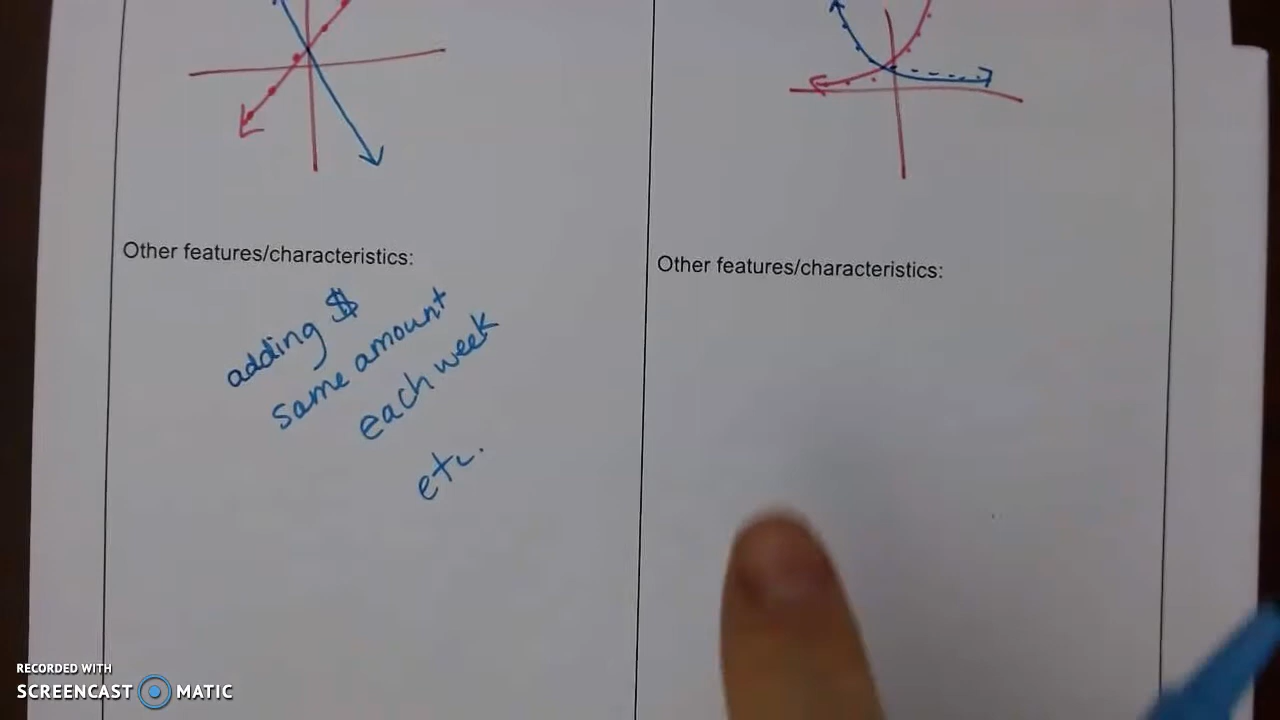 Other features/characteristics:
adding $
same amount
each week
etc.
Other features/characteristics:
RECORDED WITH
SCREENCAST MATIC